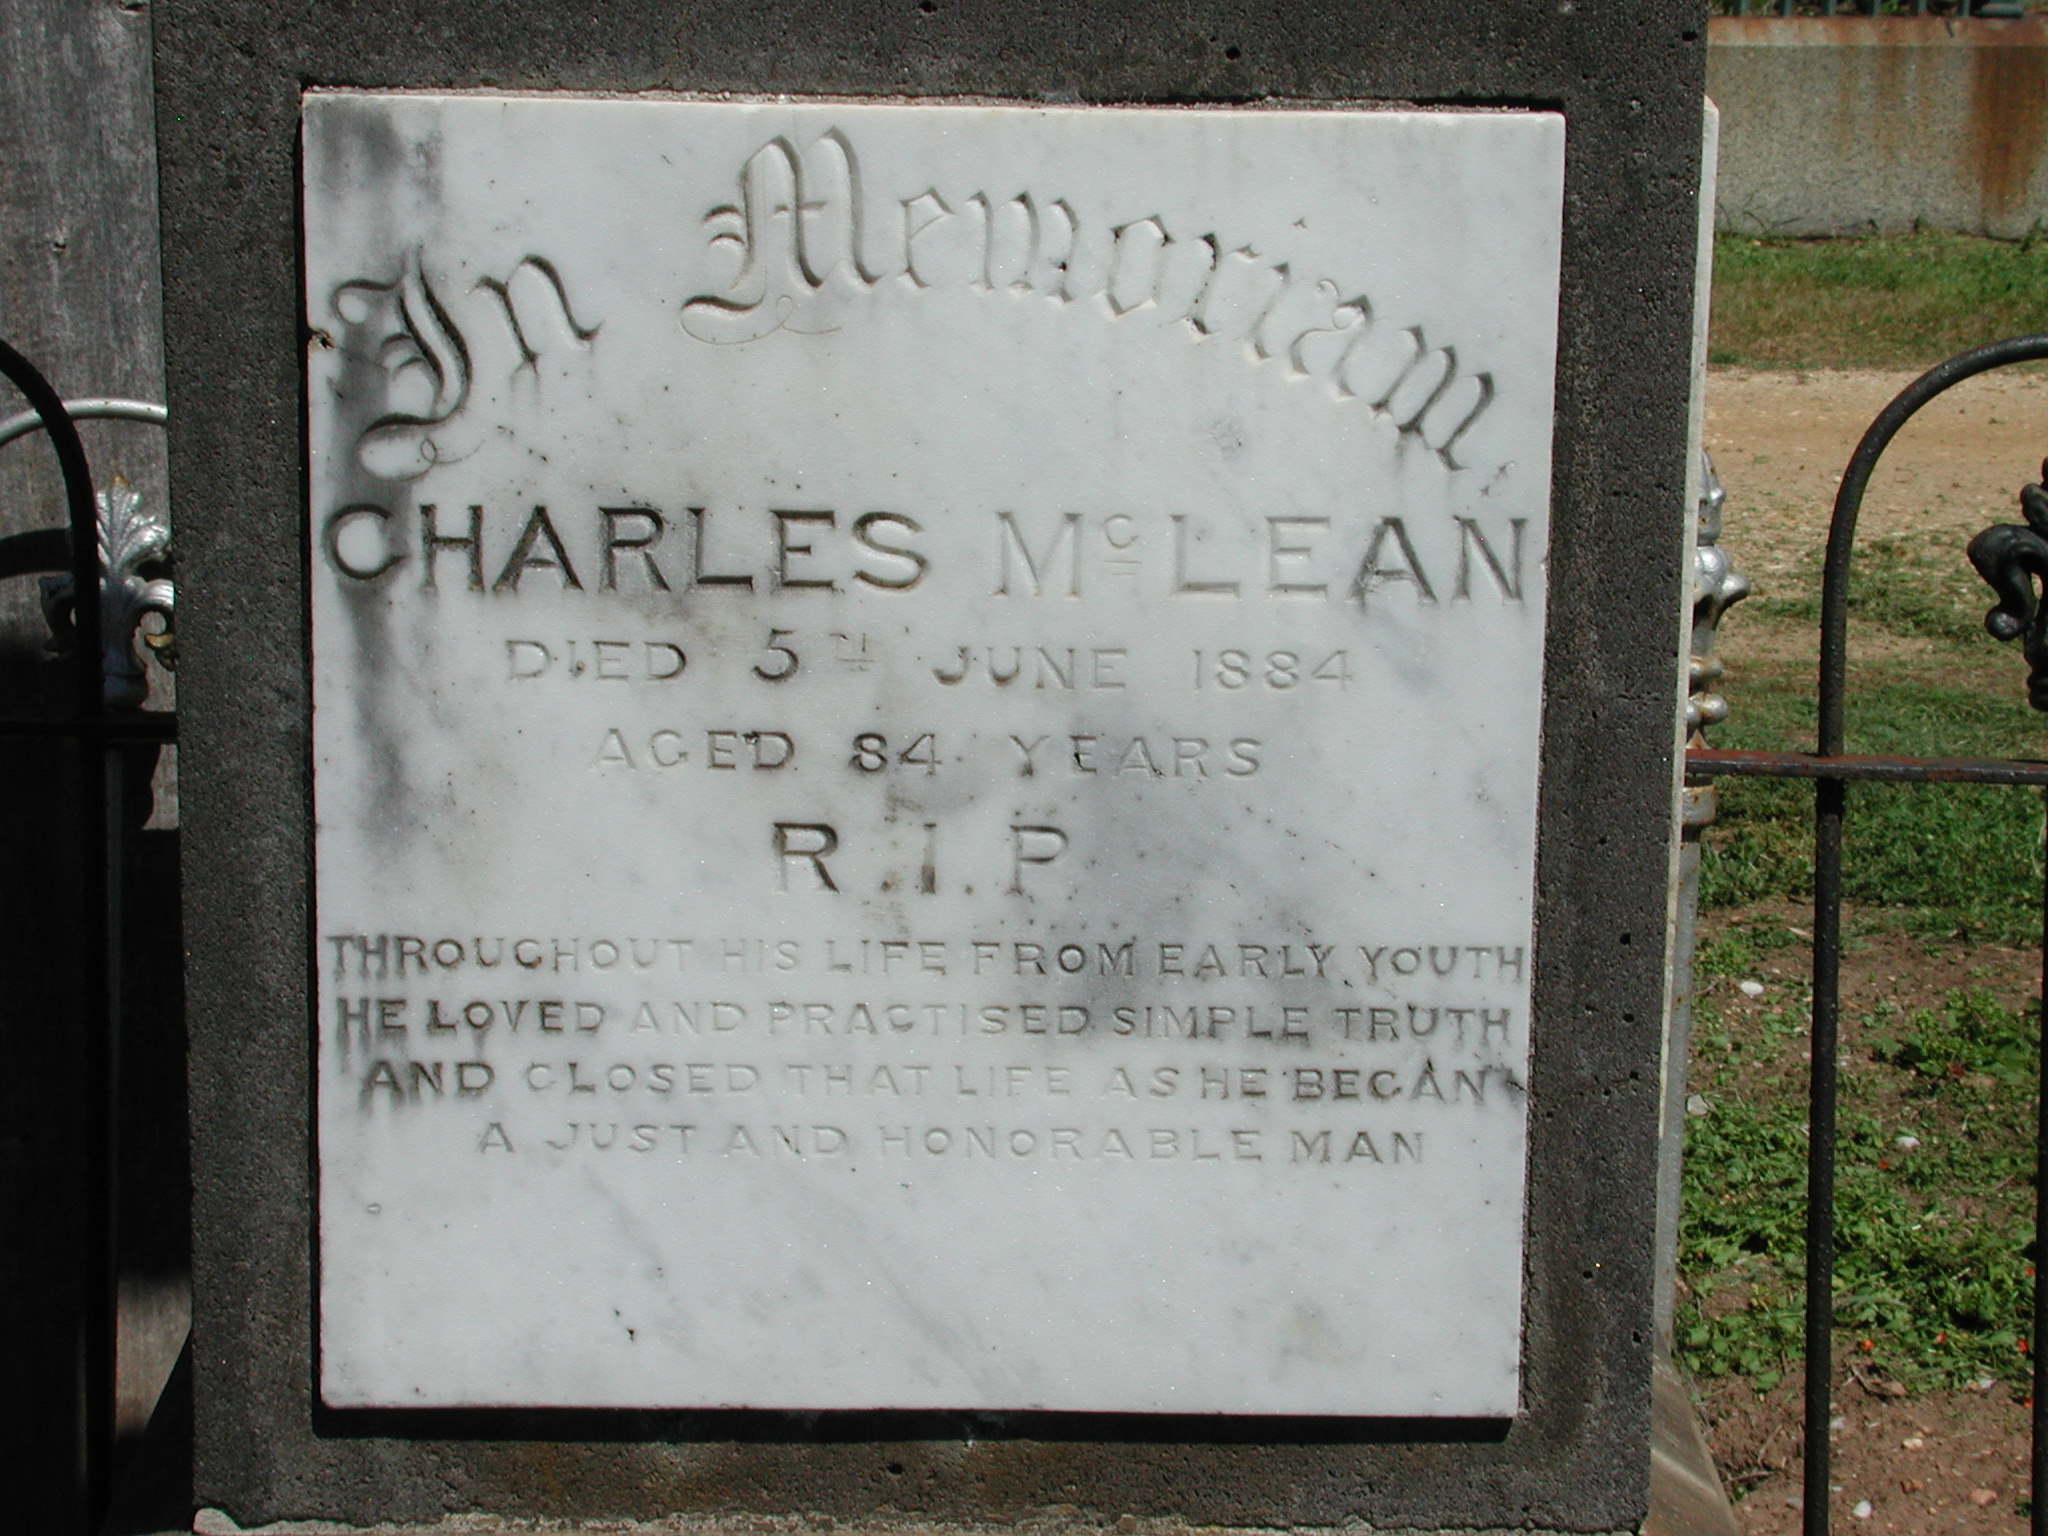 In Memoriam.
CHARLES McLEAN
DIED 5TH JUNE 1884
AGED 84 YEARS
R.I.P
THROUGHOUT HIS LIFE FROM EARLY YOUTH
HE LOVED AND PRACTISED SIMPLE TRUTH
AND CLOSED THAT LIFE AS HE BEGAN
A JUST AND HONORABLE MAN